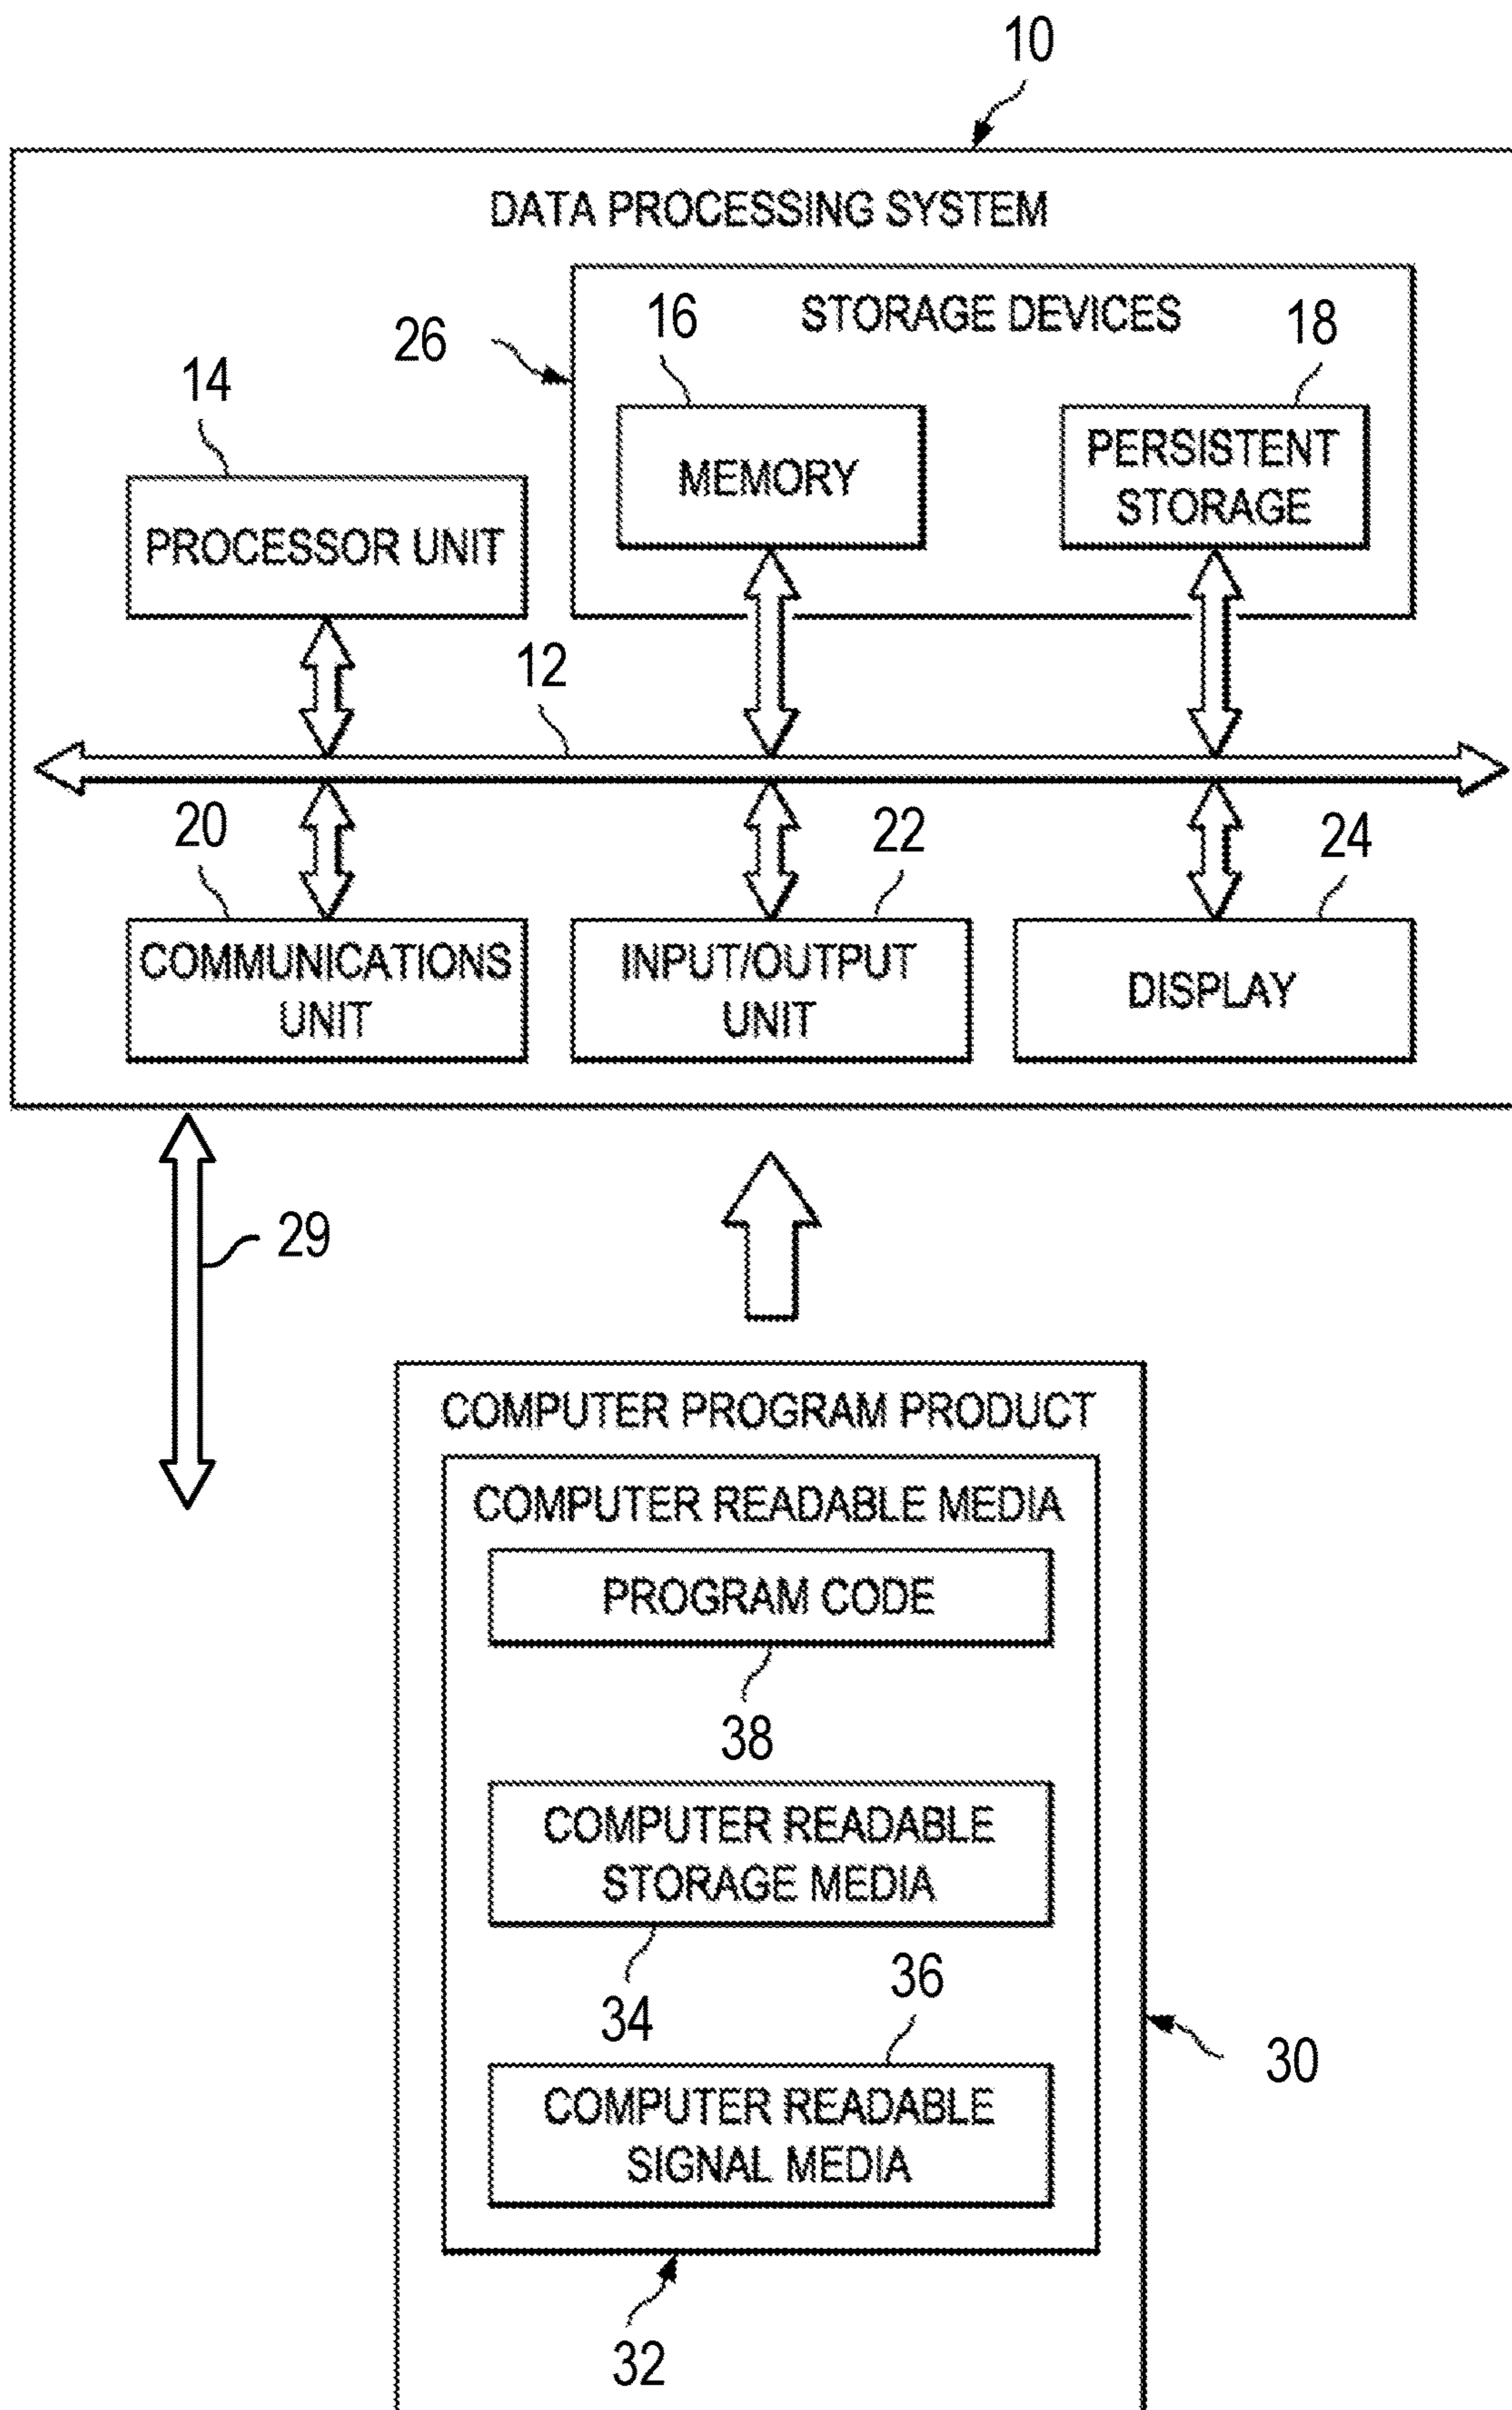 10
DATA PROCESSING SYSTEM
STORAGE DEVICES
26
16
18
14
MEMORY
PERSISTENT
STORAGE
PROCESSOR UNIT
12
20
22
24
COMMUNICATIONS
UNIT
INPUT/OUTPUT
UNIT
DISPLAY
29
COMPUTER PROGRAM PRODUCT
COMPUTER READABLE MEDIA
PROGRAM CODE
38
COMPUTER READABLE
STORAGE MEDIA
34
36
30
COMPUTER READABLE
SIGNAL MEDIA
32